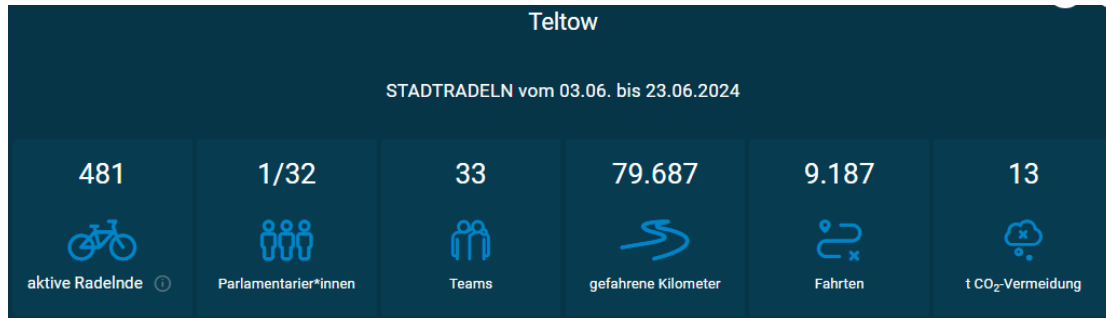 Teltow
STADTRADELN vom 03.06. bis 23.06.2024
481 1/32 33 79.687 9.187 13
aktive Radelnde Parlamentarier*innen Teams gefahrene Kilometer Fahrten t CO₂-Vermeidung